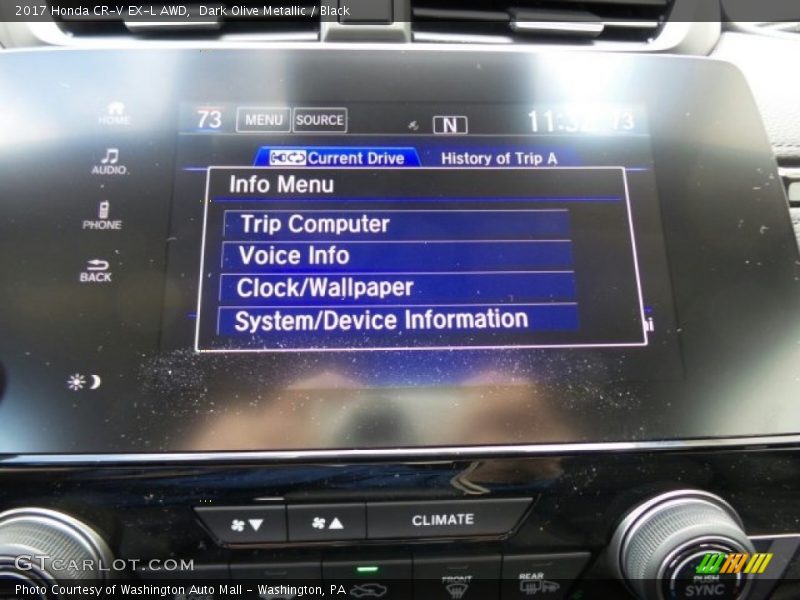 2017 Honda CR-V EX-L AWD, Dark Olive Metallic / Black
HOME
73 MENU SOURCE N 73
AUDIO
Current Drive History of Trip A
Info Menu
Trip Computer
PHONE
Voice Info
BACK
Clock/Wallpaper
System/Device Information
CLIMATE
GTCARLOT.COM
FRONT
REAR
PUSH
SYNC
Photo Courtesy of Washington Auto Mall - Washington, PA